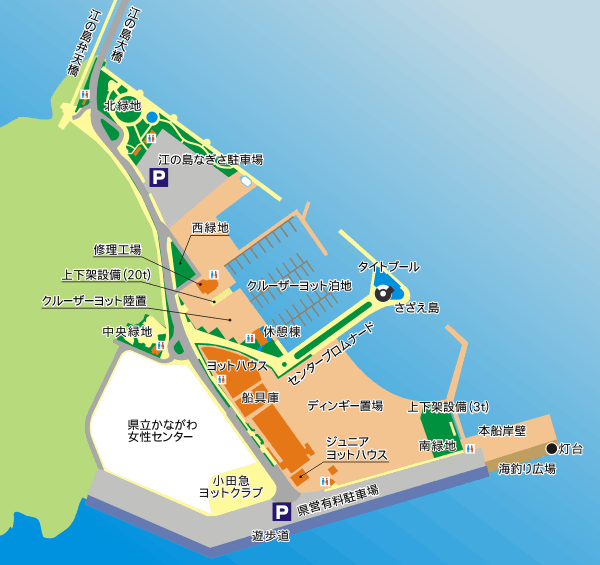 江の島弁天橋
江の島大橋
北緑地
江の島なぎさ駐車場
P
西緑地
修理工場
上下架設備(20t)
クルーザーヨット陸置
中央緑地
クルーザーヨット泊地
タイドプール
さざえ島
休憩棟
センタープロムナード
ヨットハウス
船具庫
ディンギー置場
上下架設備(3t)
県立かながわ
女性センター
ジュニア
ヨットハウス
南緑地
本船岸壁
灯台
海釣り広場
小田急
ヨットクラブ
P
県営有料駐車場
遊歩道